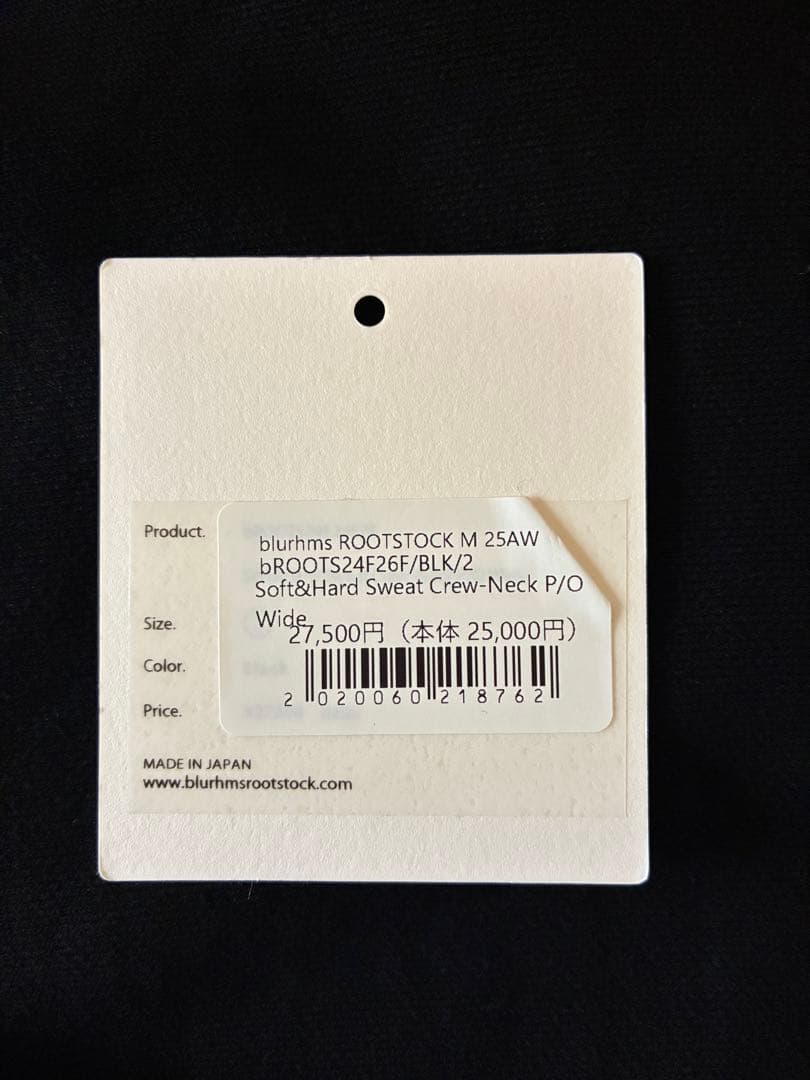 Product.
blurhms ROOTSTOCK M 25AW
bROOTS24F26F/BLK/2
Soft&Hard Sweat Crew-Neck P/O
Wide
Size.
27,500円（本体 25,000円）
Color.
2 020060 218762
Price.
MADE IN JAPAN
www.blurhmsrootstock.com